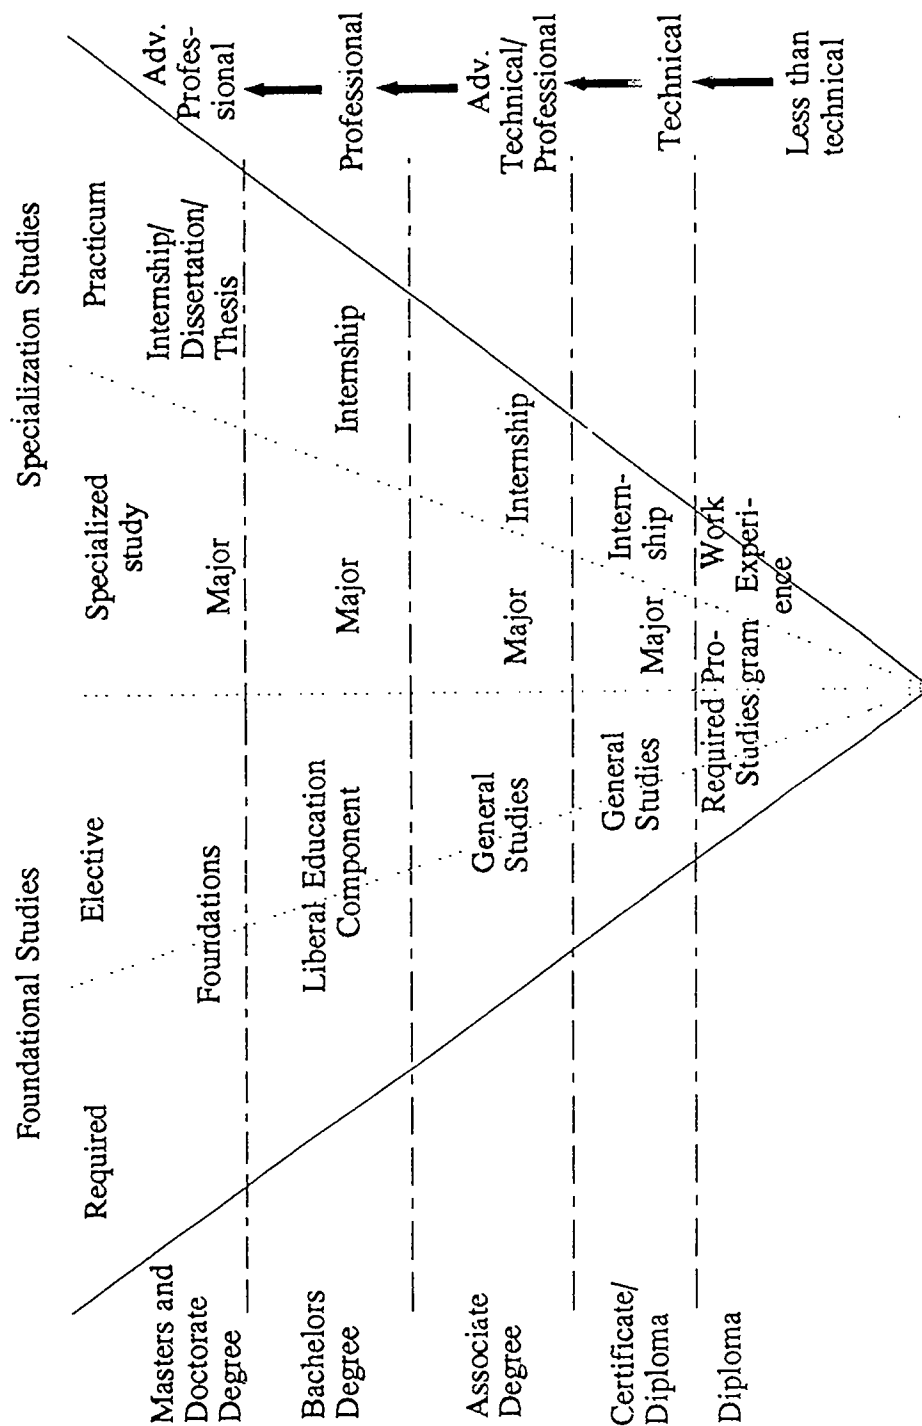 Foundational Studies
Specialization Studies
Required
Elective
Specialized
study
Practicum
Masters and
Doctorate
Degree
Foundations
Major
Internship/
Dissertation/
Thesis
Adv.
Profes-
sional
Bachelors
Degree
Liberal Education
Component
Major
Internship
Professional
Associate
Degree
General
Studies
Major
Internship
Adv.
Technical/
Professional
Certificate/
Diploma
General
Studies
Major
Intern-
ship
Technical
Diploma
Required
Studies
Pro-
gram
Work
Experi-
ence
Less than
technical